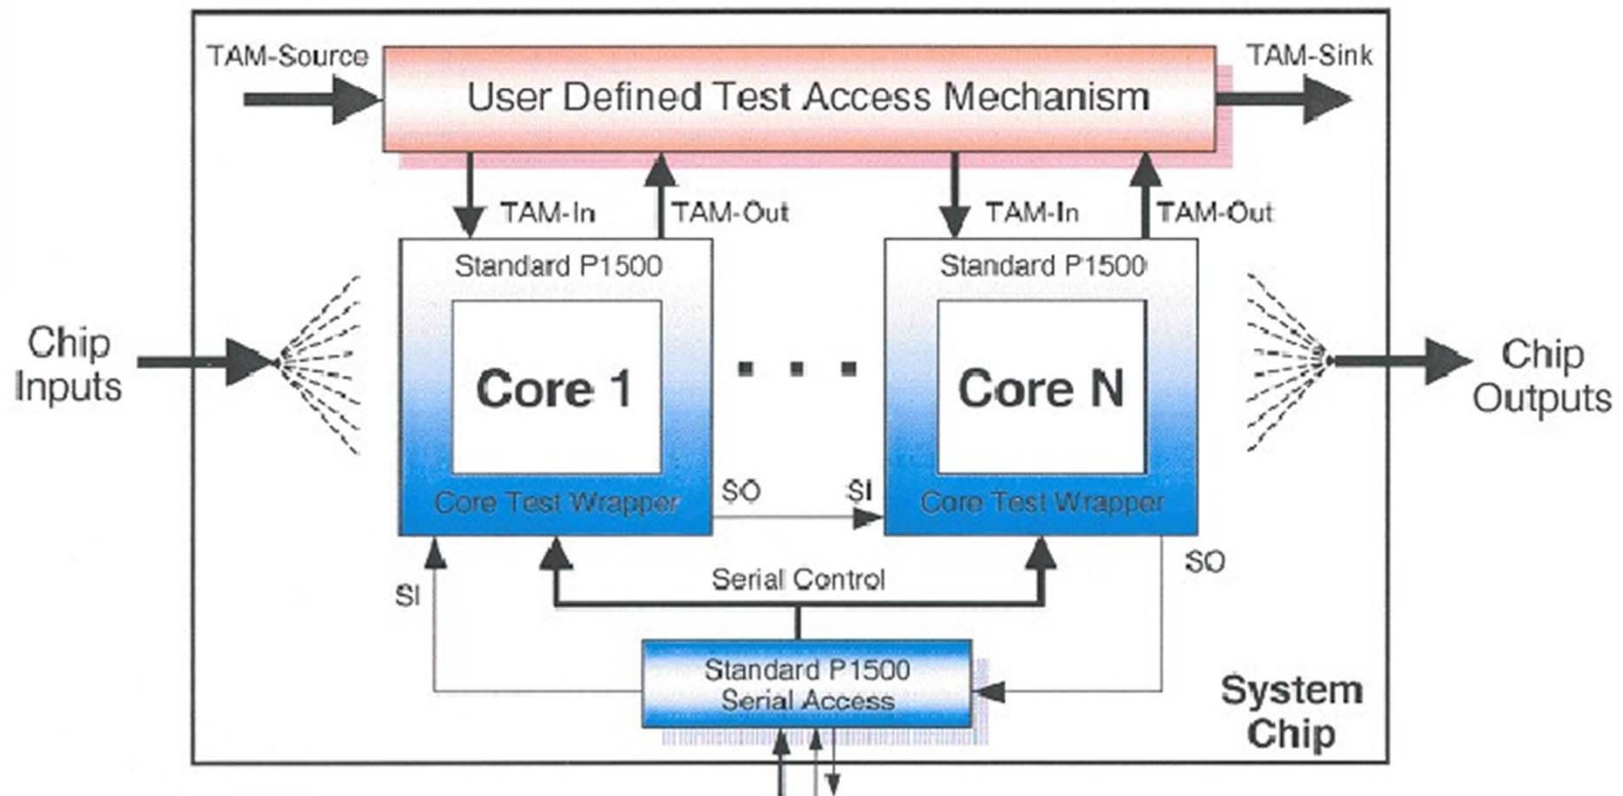 TAM-Source
TAM-Sink
User Defined Test Access Mechanism
TAM-In
TAM-Out
TAM-In
TAM-Out
Standard P1500
Standard P1500
Chip
Inputs
Core 1
Core N
Chip
Outputs
Core Test Wrapper
SO
SI
Core Test Wrapper
SI
Serial Control
SO
Standard P1500
Serial Access
System
Chip